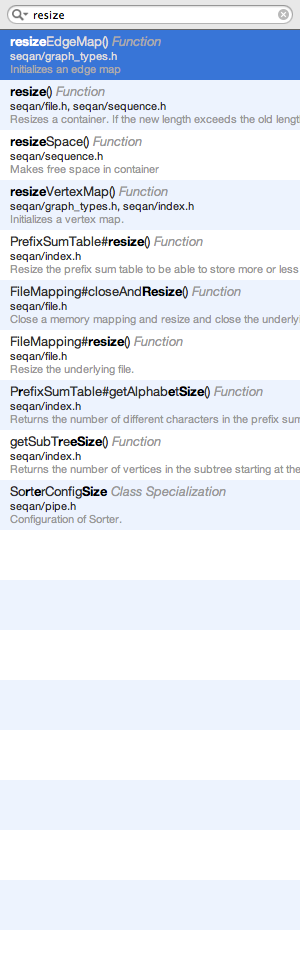 resize
resizeEdgeMap() Function
seqan/graph_types.h
Initializes an edge map
resize() Function
seqan/file.h, seqan/sequence.h
Resizes a container. If the new length exceeds the old lengt
resizeSpace() Function
seqan/sequence.h
Makes free space in container
resizeVertexMap() Function
seqan/graph_types.h, seqan/index.h
Initializes a vertex map.
PrefixSumTable#resize() Function
seqan/index.h
Resize the prefix sum table to be able to store more or less
FileMapping#closeAndResize() Function
seqan/file.h
Close a memory mapping and resize and close the underlyi
FileMapping#resize() Function
seqan/file.h
Resize the underlying file.
PrefixSumTable#getAlphabetSize() Function
seqan/index.h
Returns the number of different characters in the prefix sum
getSubTreeSize() Function
seqan/index.h
Returns the number of vertices in the subtree starting at the
SorterConfigSize Class Specialization
seqan/pipe.h
Configuration of Sorter.